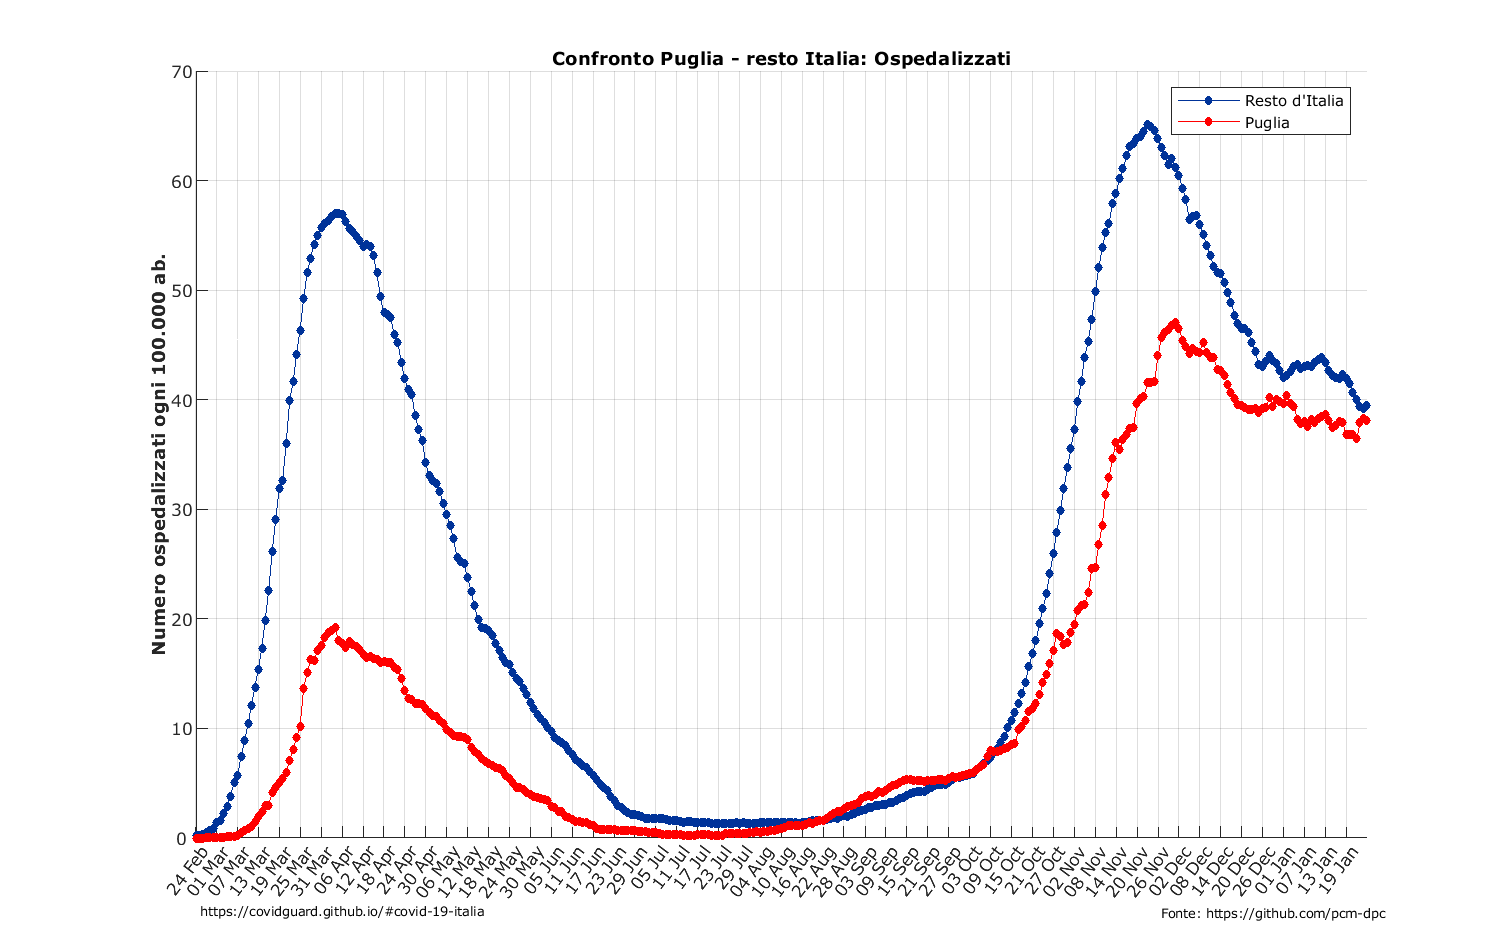 Confronto Puglia - resto Italia: Ospedalizzati
Numero ospedalizzati ogni 100.000 ab.
70
60
50
40
30
20
10
0
Resto d'Italia
Puglia
24 Feb
01 Mar
07 Mar
13 Mar
19 Mar
25 Mar
31 Mar
06 Apr
12 Apr
18 Apr
24 Apr
30 Apr
06 May
12 May
18 May
24 May
30 May
05 Jun
11 Jun
17 Jun
23 Jun
29 Jun
05 Jul
11 Jul
17 Jul
23 Jul
29 Jul
04 Aug
10 Aug
16 Aug
22 Aug
28 Aug
03 Sep
09 Sep
15 Sep
21 Sep
27 Sep
03 Oct
09 Oct
15 Oct
21 Oct
27 Oct
02 Nov
08 Nov
14 Nov
20 Nov
26 Nov
02 Dec
08 Dec
14 Dec
20 Dec
26 Dec
01 Jan
07 Jan
13 Jan
19 Jan
https://covidguard.github.io/#covid-19-italia
Fonte: https://github.com/pcm-dpc